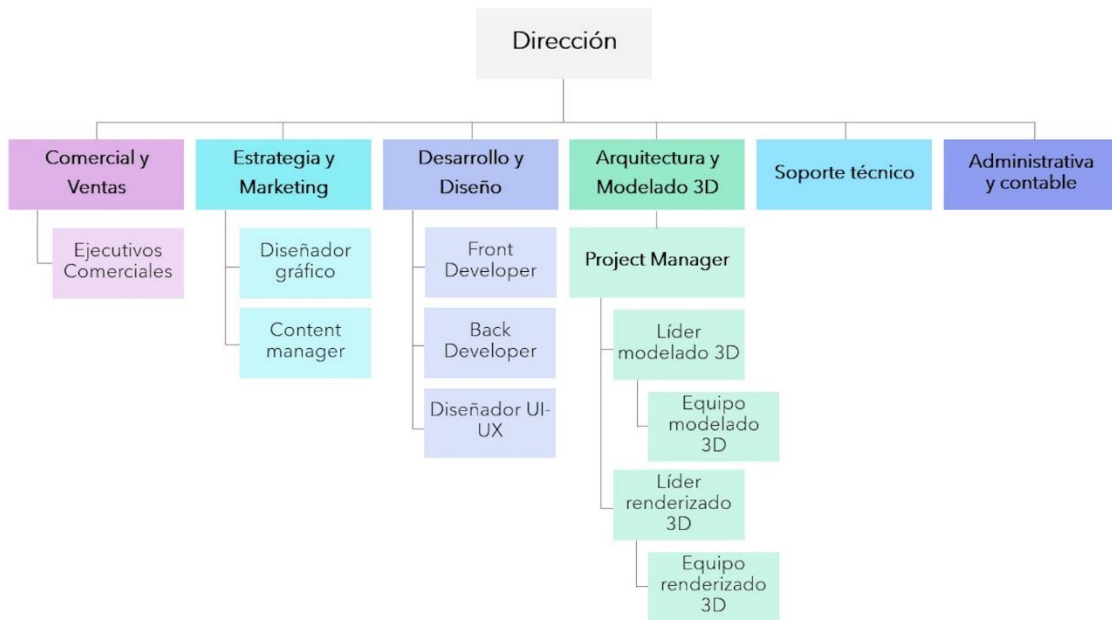 Dirección
Comercial y
Ventas
Estrategia y
Marketing
Desarrollo y
Diseño
Arquitectura y
Modelado 3D
Soporte técnico
Administrativa
y contable
Ejecutivos
Comerciales
Diseñador
gráfico
Content
manager
Front
Developer
Back
Developer
Diseñador UI-
UX
Project Manager
Líder
modelado 3D
Equipo
modelado
3D
Líder
renderizado
3D
Equipo
renderizado
3D